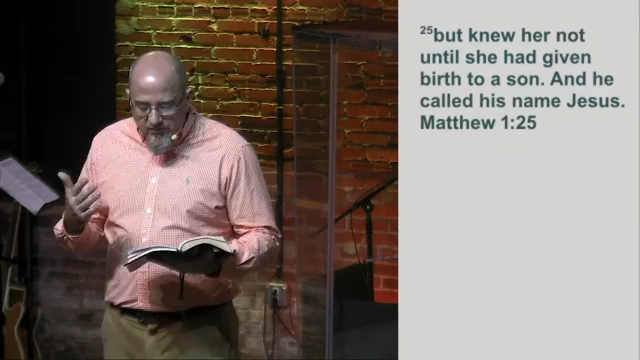 25but knew her not
until she had given
birth to a son. And he
called his name Jesus.
Matthew 1:25